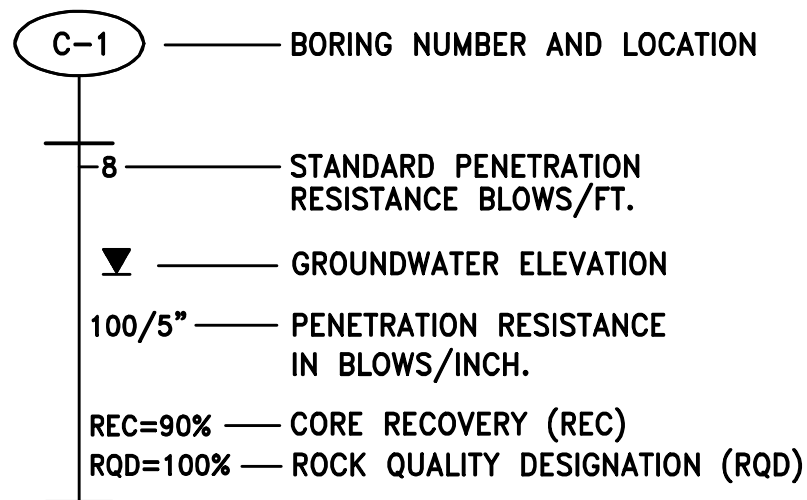 C-1 BORING NUMBER AND LOCATION
8 STANDARD PENETRATION
RESISTANCE BLOWS/FT.
GROUNDWATER ELEVATION
100/5" PENETRATION RESISTANCE
IN BLOWS/INCH.
REC=90% CORE RECOVERY (REC)
RQD=100% ROCK QUALITY DESIGNATION (RQD)